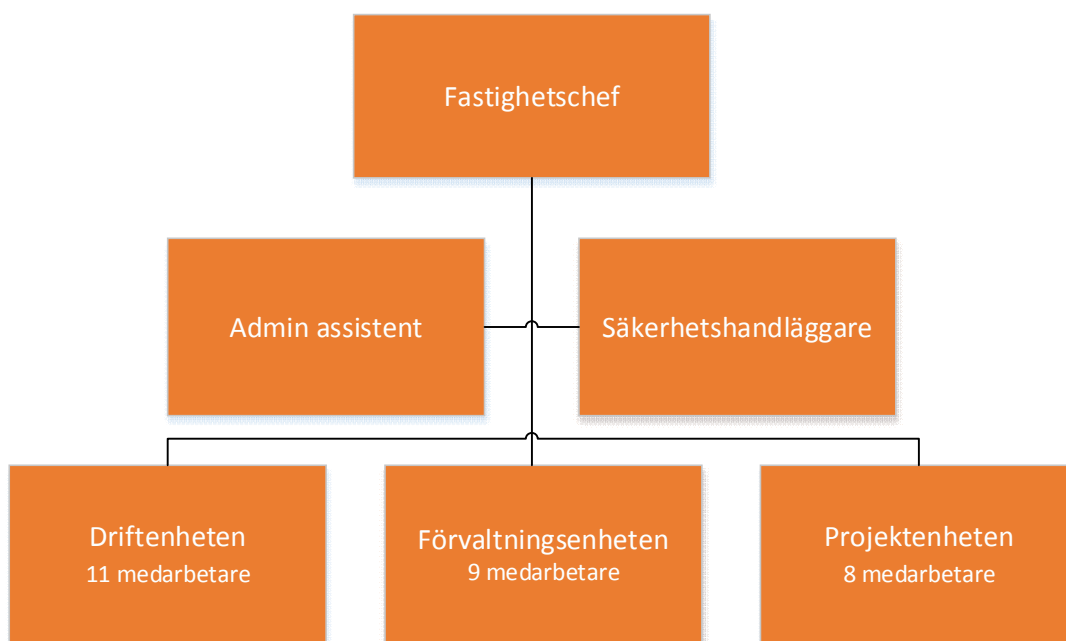 Fastighetschef
Admin assistent
Säkerhetshandläggare
Driftenheten
11 medarbetare
Förvaltningsenheten
9 medarbetare
Projektenheten
8 medarbetare